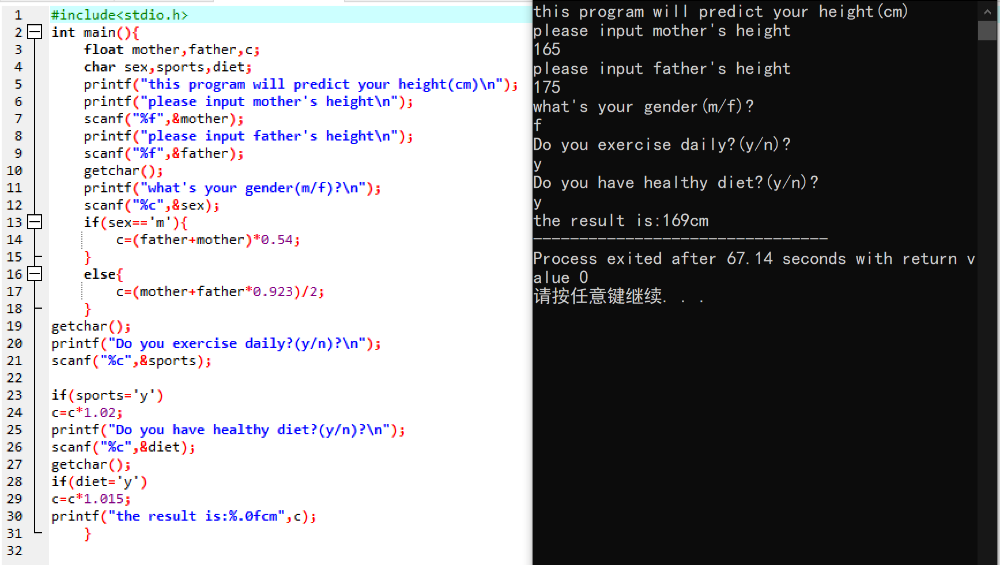 1 #include<stdio.h>
2 int main(){
3 float mother,father,c;
4 char sex,sports,diet;
5 printf("this program will predict your height(cm)\n");
6 printf("please input mother's height\n");
7 scanf("%f",&mother);
8 printf("please input father's height\n");
9 scanf("%f",&father);
10 getchar();
11 printf("what's your gender(m/f)?\n");
12 scanf("%c",&sex);
13 if(sex=='m'){
14 c=(father+mother)*0.54;
15 }
16 else{
17 c=(mother+father*0.923)/2;
18 }
19 getchar();
20 printf("Do you exercise daily?(y/n)?\n");
21 scanf("%c",&sports);
22
23 if(sports='y')
24 c=c*1.02;
25 printf("Do you have healthy diet?(y/n)?\n");
26 scanf("%c",&diet);
27 getchar();
28 if(diet='y')
29 c=c*1.015;
30 printf("the result is:%.0fcm",c);
31 }
32
this program will predict your height(cm)
please input mother's height
165
please input father's height
175
what's your gender(m/f)?
f
Do you exercise daily?(y/n)?
y
Do you have healthy diet?(y/n)?
y
the result is:169cm
--------------------------------
Process exited after 67.14 seconds with return v
alue 0
请按任意键继续. . .